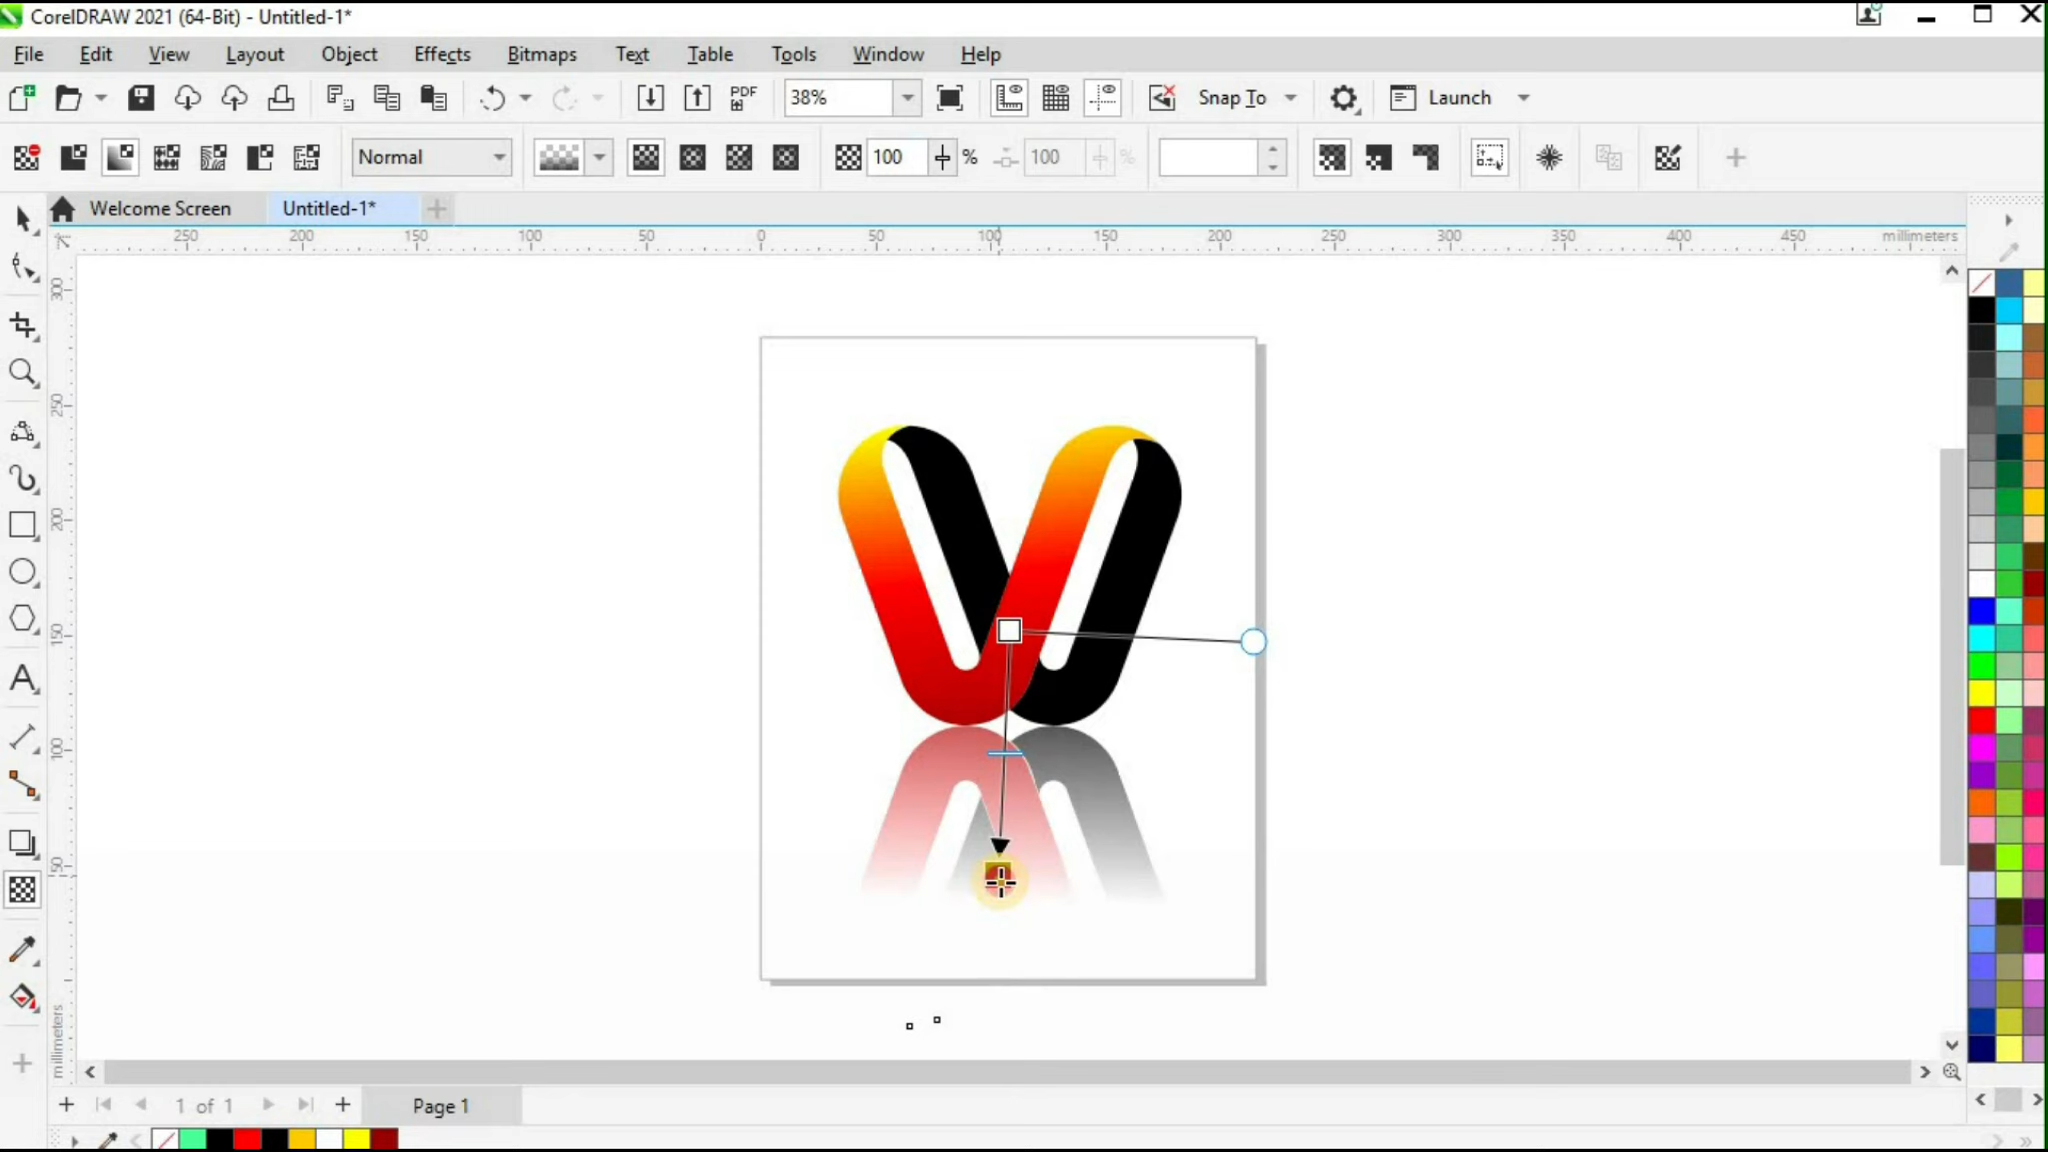 CorelDRAW 2021 (64-Bit) - Untitled-1*
File Edit View Layout Object Effects Bitmaps Text Table Tools Window Help
PDF 38% Snap To Launch
Normal 100 % 100 %
Welcome Screen Untitled-1*
250 200 150 100 50 0 50 100 150 200 250 300 350 400 450 millimeters
300
250
200
150
100
50
millimeters
A
1 of 1 Page 1